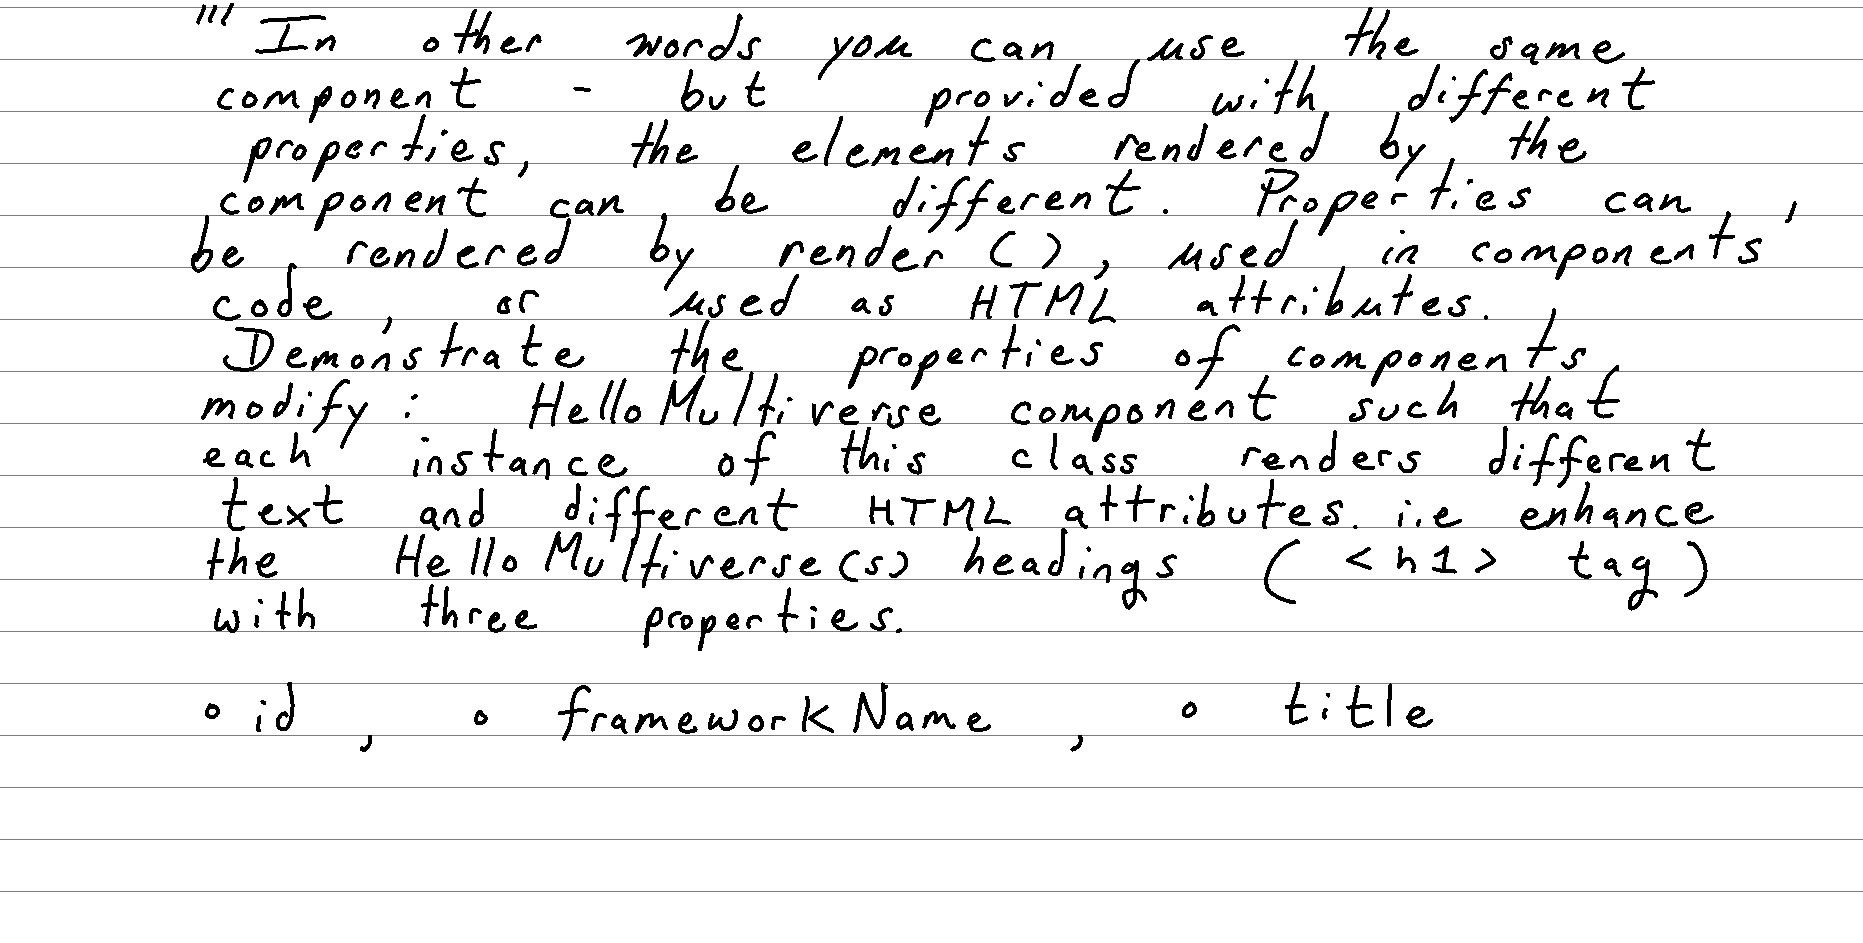 "' In other words you can use the same
component - but provided with different
properties, the elements rendered by the
component can be different. Properties can
be rendered by render ( ), used in components'
code, or used as HTML attributes.
Demonstrate the properties of components
modify : HelloMultiverse component such that
each instance of this class renders different
text and different HTML attributes. i.e enhance
the HelloMultiverse(s) headings ( <h1> tag )
with three properties.
∘ id , ∘ frameworkName , ∘ title